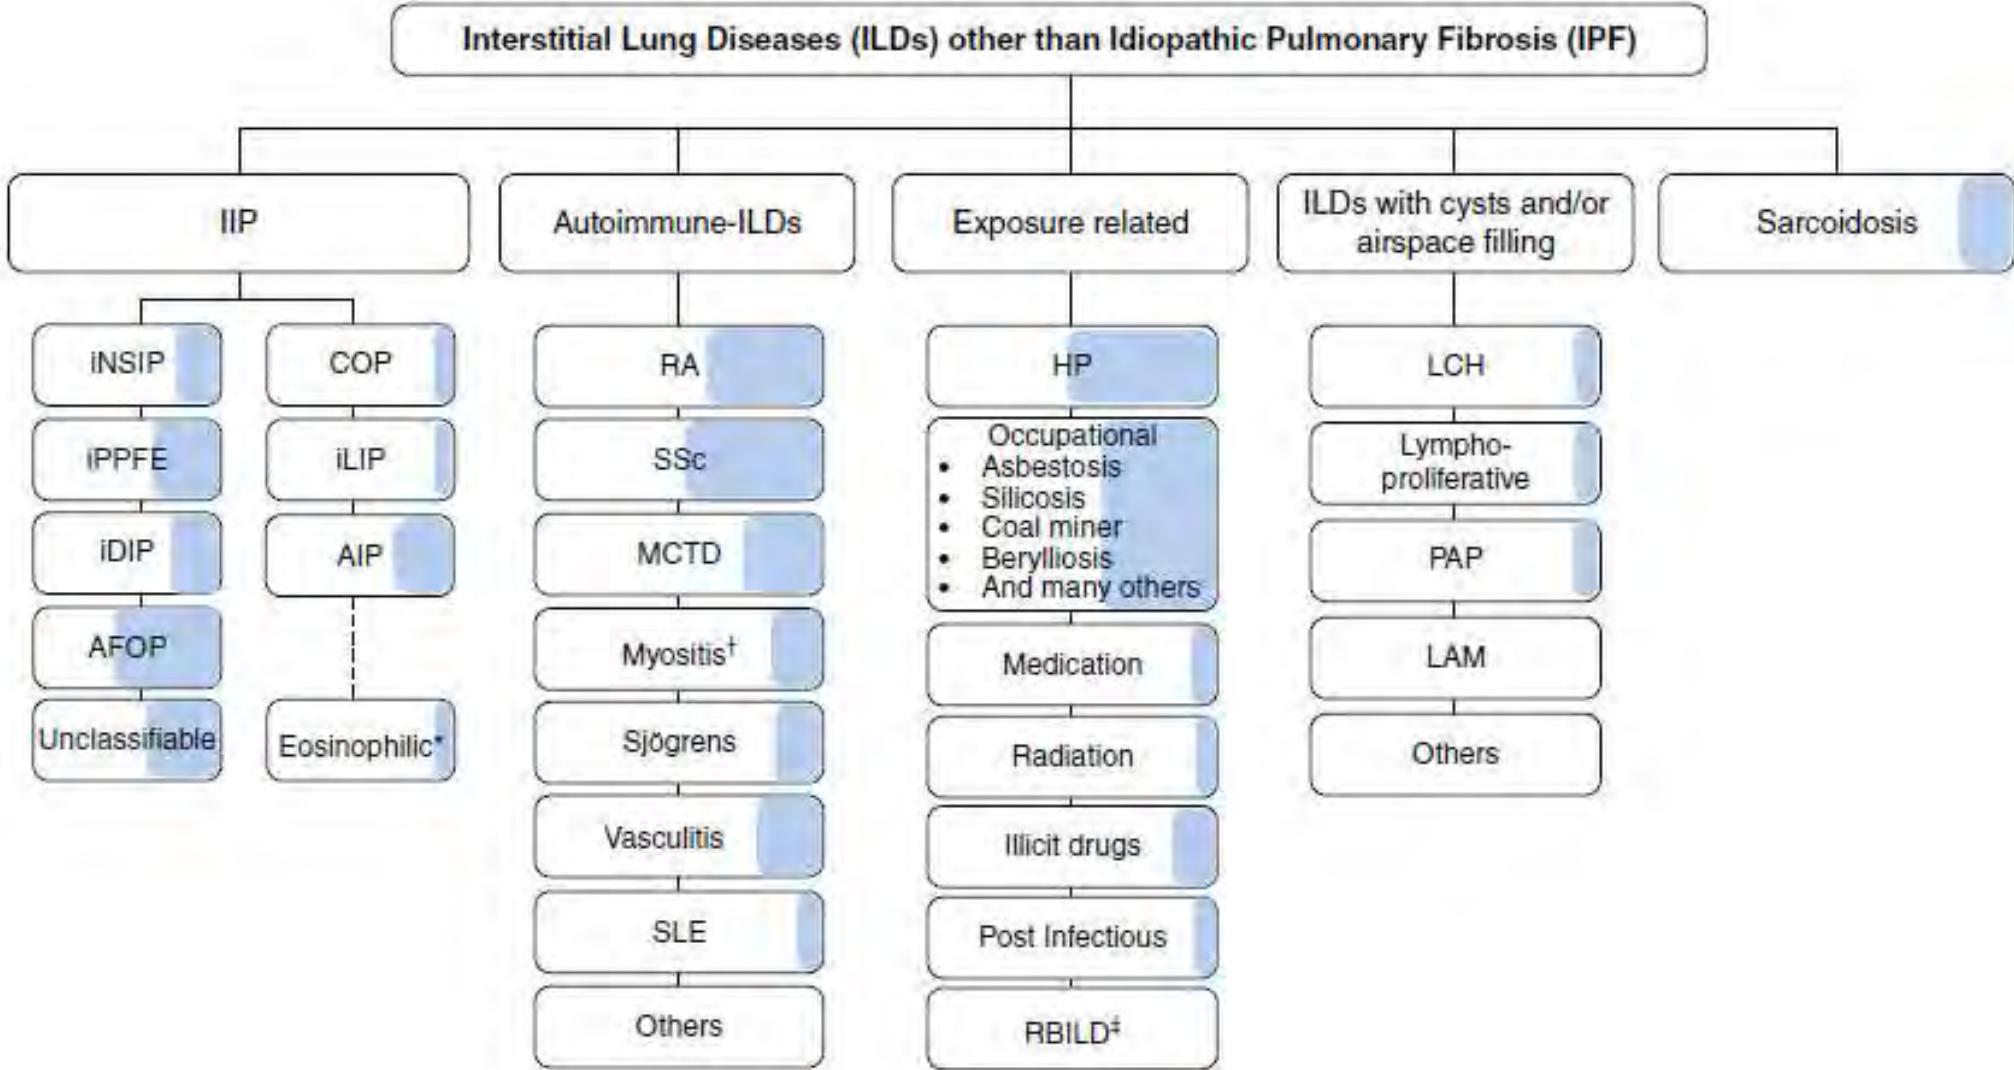 Interstitial Lung Diseases (ILDs) other than Idiopathic Pulmonary Fibrosis (IPF)
IIP
Autoimmune-ILDs
Exposure related
ILDs with cysts and/or
airspace filling
Sarcoidosis
iNSIP
iPPFE
iDIP
AFOP
Unclassifiable
COP
iLIP
AIP
Eosinophilic*
RA
SSc
MCTD
Myositis†
Sjögrens
Vasculitis
SLE
Others
HP
Occupational
• Asbestosis
• Silicosis
• Coal miner
• Berylliosis
• And many others
Medication
Radiation
Illicit drugs
Post Infectious
RBILD‡
LCH
Lympho-
proliferative
PAP
LAM
Others